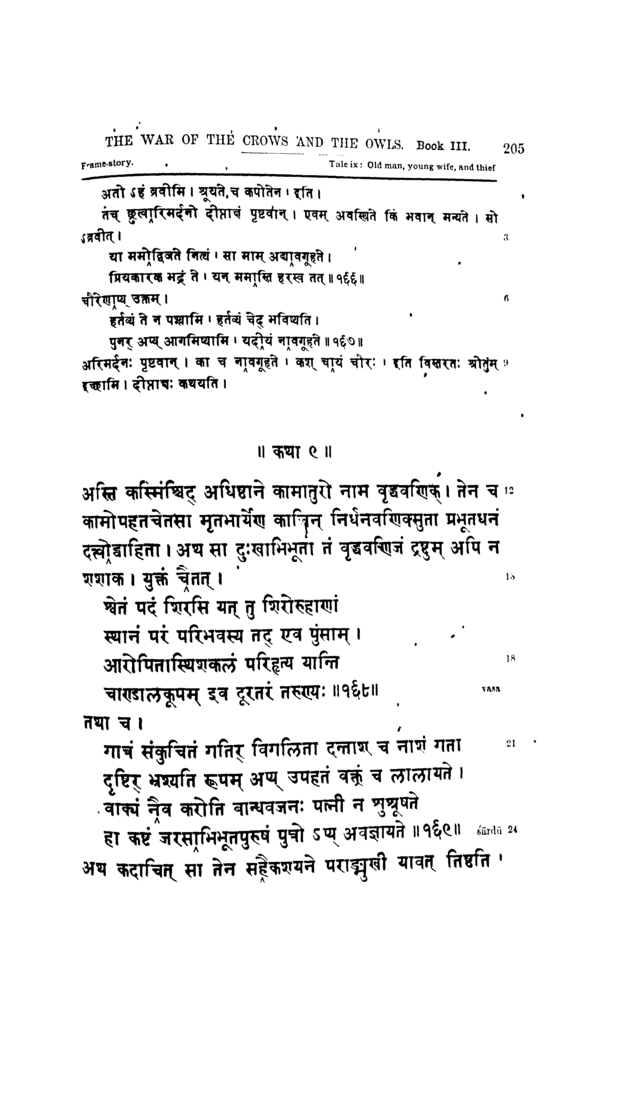 THE WAR OF THE CROWS AND THE OWLS. Book III. 205
Frame-story. Tale ix: Old man, young wife, and thief
अतो ऽहं ब्रवीमि। श्रूयते, च कपोतेन। इति।
तच् छ्रुत्वारिमर्दनो दीप्ताक्षं पृष्टवान्। एवम् अवस्थिते किं भवान् मन्यते। सो
ऽब्रवीत्। 3
या ममोद्विजते नित्यं। सा माम् अद्यावगूहते।
प्रियकारक भद्रं ते। यन् ममास्ति हरस्व तत्॥१६६॥
चौरेणाप्य् उक्तम्। 6
हर्तव्यं ते न पश्यामि। हर्तव्यं चेद् भविष्यति।
पुनर् अप्य् आगमिष्यामि। यदीयं नावगूहते॥१६७॥
अरिमर्दनः पृष्टवान्। का च नावगूहते। कश् चायं चौरः। इति विस्तरतः श्रोतुम् 9
इच्छामि। दीप्ताक्षः कथयति।
॥ कथा ९॥
अस्ति कस्मिंश्चिद् अधिष्ठाने कामातुरो नाम वृद्धवणिक्। तेन च 12
कामोपहतचेतसा मृतभार्येण काचिन् निर्धनवणिक्सुता प्रभूतधनं
दत्त्वोद्वाहिता। अथ सा दुःखाभिभूता तं वृद्धवणिजं द्रष्टुम् अपि न
शशाक। युक्तं चैतत्। 15
श्वेतं पदं शिरसि यत् तु शिरोरुहाणां
स्थानं परं परिभवस्य तद् एव पुंसाम्।
आरोपितास्थिशकलं परिहृत्य यान्ति 18
चाण्डालकूपम् इव दूरतरं तरुण्यः॥१६८॥ vasa
तथा च।
गात्रं संकुचितं गतिर् विगलिता दन्ताश् च नाशं गता 21
दृष्टिर् भ्रश्यति रूपम् अप्य् उपहतं वक्त्रं च लालायते।
वाक्यं नैव करोति बान्धवजनः पत्नी न शुश्रूषते
हा कष्टं जरसाभिभूतपुरुषं पुत्रो ऽप्य् अवज्ञायते॥१६९॥ śārdū 24
अथ कदाचित् सा तेन सहैकशयने पराङ्मुखी यावत् तिष्ठति।